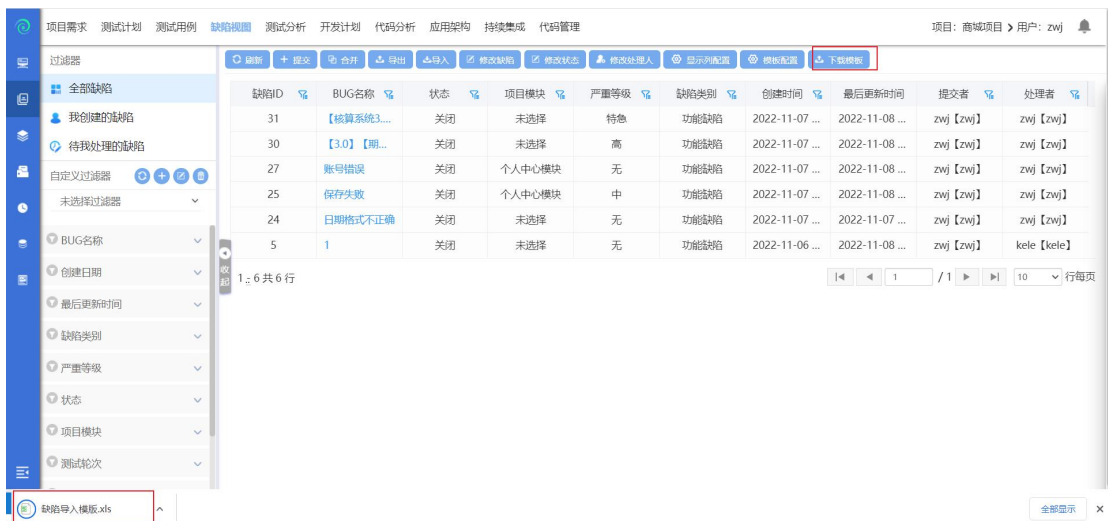 项目需求 测试计划 测试用例 缺陷视图 测试分析 开发计划 代码分析 应用架构 持续集成 代码管理 项目：商城项目 用户：zwj
过滤器
全部缺陷
我创建的缺陷
待我处理的缺陷
自定义过滤器
未选择过滤器
BUG名称
创建日期
最后更新时间
缺陷类别
严重等级
状态
项目模块
测试轮次
收起
刷新 提交 合并 导出 导入 修改缺陷 修改状态 修改处理人 显示列配置 模板配置 下载模板
缺陷ID BUG名称 状态 项目模块 严重等级 缺陷类别 创建时间 最后更新时间 提交者 处理者
31 【核算系统3.... 关闭 未选择 特急 功能缺陷 2022-11-07 ... 2022-11-08 ... zwj【zwj】 zwj【zwj】
30 【3.0】【期... 关闭 未选择 高 功能缺陷 2022-11-07 ... 2022-11-08 ... zwj【zwj】 zwj【zwj】
27 账号错误 关闭 个人中心模块 无 功能缺陷 2022-11-07 ... 2022-11-08 ... zwj【zwj】 zwj【zwj】
25 保存失败 关闭 个人中心模块 中 功能缺陷 2022-11-07 ... 2022-11-07 ... zwj【zwj】 zwj【zwj】
24 日期格式不正确 关闭 未选择 无 功能缺陷 2022-11-07 ... 2022-11-07 ... zwj【zwj】 zwj【zwj】
5 1 关闭 未选择 无 功能缺陷 2022-11-06 ... 2022-11-08 ... zwj【zwj】 kele【kele】
1 - 6 共 6 行 1 / 1 10 行每页
缺陷导入模版.xls 全部显示